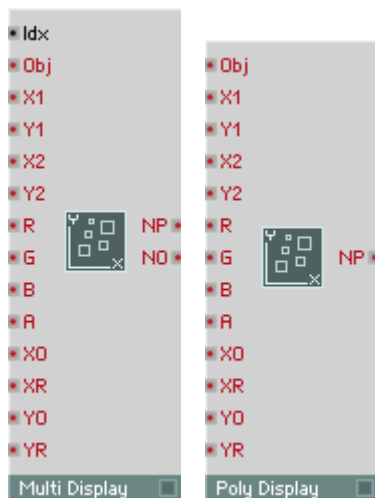 Idx
Obj
X1
Y1
X2
Y2
R
G
B
A
XO
XR
YO
YR
Y
X
NP
NO
Multi Display
Obj
X1
Y1
X2
Y2
R
G
B
A
XO
XR
YO
YR
Y
X
NP
Poly Display